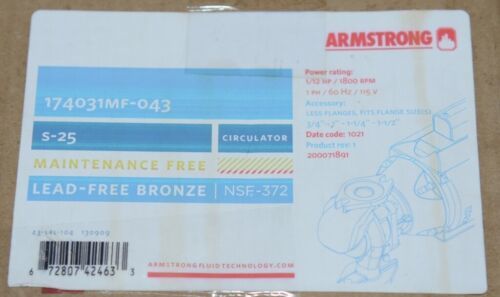 ARMSTRONG
174031MF-043
S-25
CIRCULATOR
MAINTENANCE FREE
LEAD-FREE BRONZE | NSF-372
Power rating:
1/12 HP / 1800 RPM
1 PH / 60 Hz / 115 V
Accessory:
LESS FLANGES, FITS FLANGE SIZE(S)
3/4" - 1" - 1-1/4" - 1-1/2"
Date code: 1021
Product rev: 1
200071891
130909
6 72807 42463 3
ARMSTRONGFLUIDTECHNOLOGY.COM